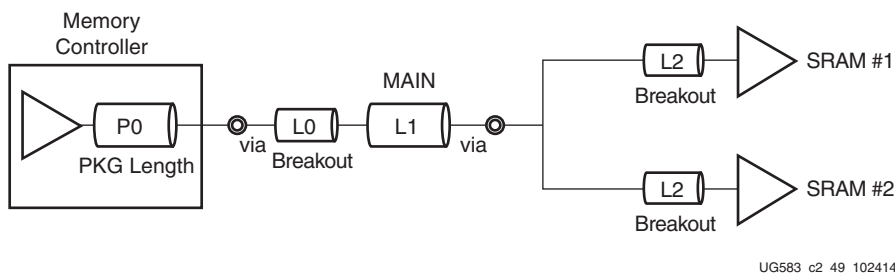 Memory
Controller
P0
PKG Length
via
L0
Breakout
MAIN
L1
via
L2
Breakout
SRAM #1
L2
Breakout
SRAM #2
UG583_c2_49_102414